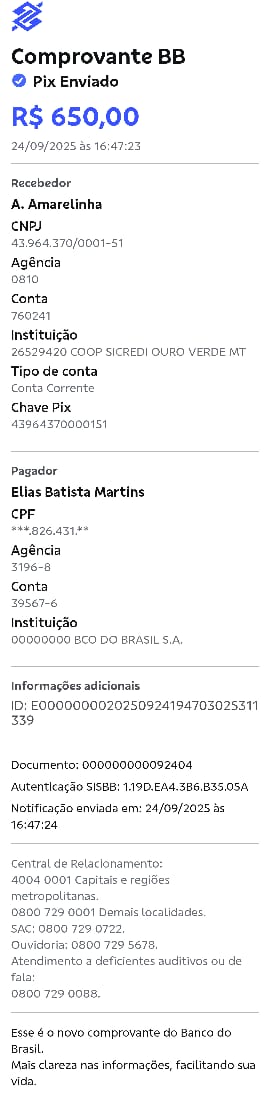 Comprovante BB
Pix Enviado
R$ 650,00
24/09/2025 às 16:47:23
Recebedor
A. Amarelinha
CNPJ
43.964.370/0001-51
Agência
0810
Conta
760241
Instituição
26529420 COOP SICREDI OURO VERDE MT
Tipo de conta
Conta Corrente
Chave Pix
43964370000151
Pagador
Elias Batista Martins
CPF
***.826.431.**
Agência
3196-8
Conta
39567-6
Instituição
00000000 BCO DO BRASIL S.A.
Informações adicionais
ID: E0000000020250924194703025311
339
Documento: 000000000092404
Autenticação SISBB: 1.19D.EA4.3B6.B35.05A
Notificação enviada em: 24/09/2025 às
16:47:24
Central de Relacionamento:
4004 0001 Capitais e regiões
metropolitanas.
0800 729 0001 Demais localidades.
SAC: 0800 729 0722.
Ouvidoria: 0800 729 5678.
Atendimento a deficientes auditivos ou de
fala:
0800 729 0088.
Esse é o novo comprovante do Banco do
Brasil.
Mais clareza nas informações, facilitando sua
vida.